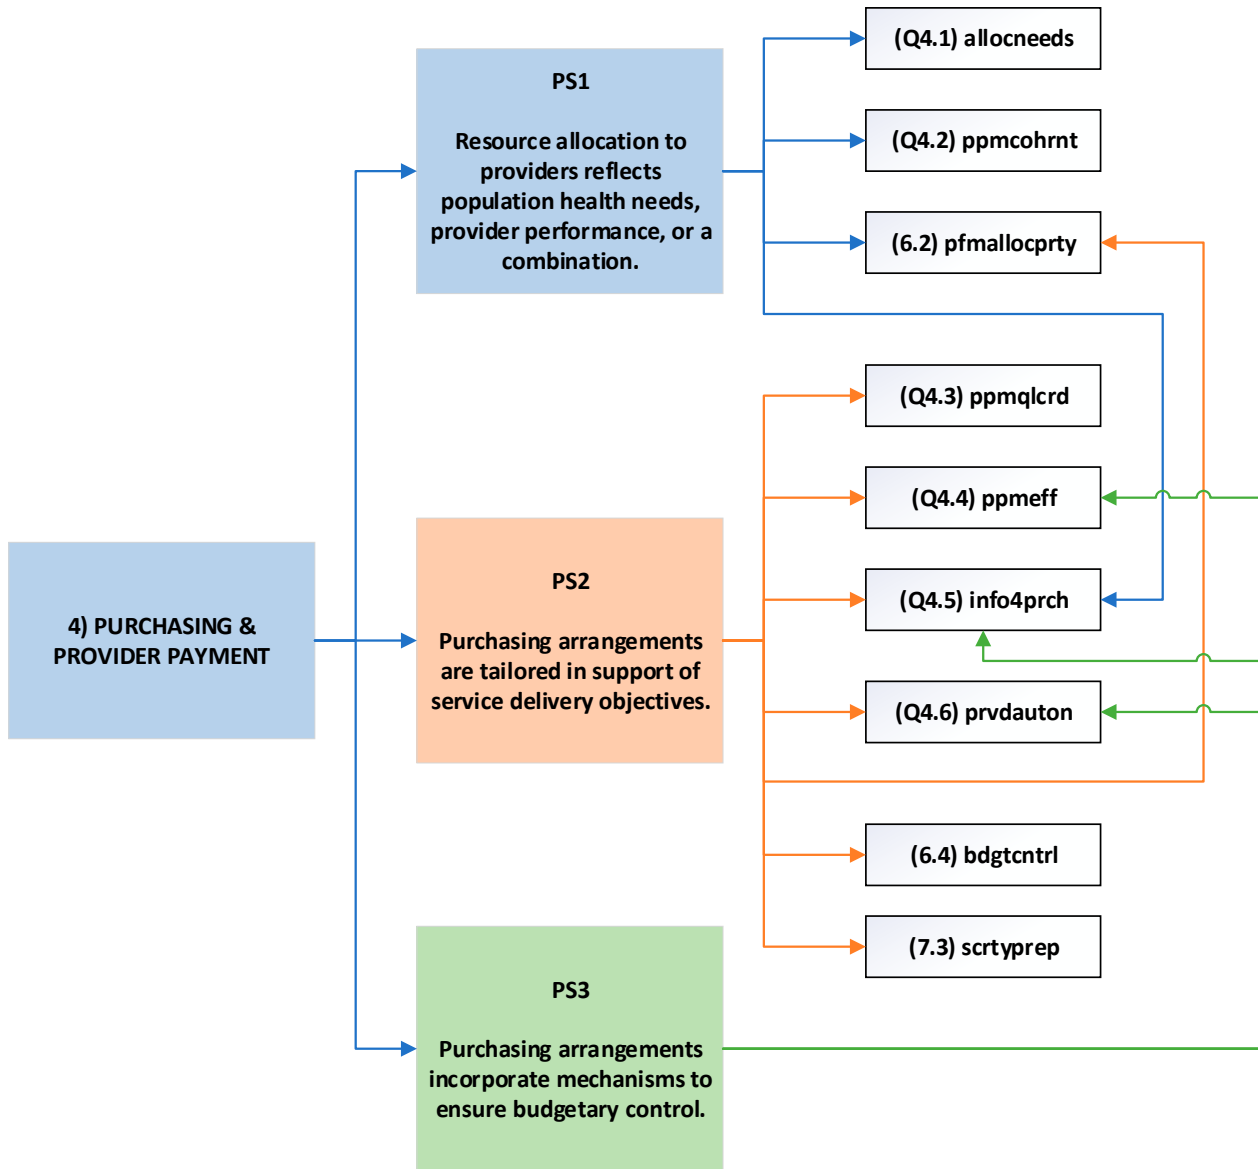 (Q4.1) allocneeds
PS1
Resource allocation to
providers reflects
population health needs,
provider performance, or a
combination.
(Q4.2) ppmcohrnt
(6.2) pfmallocprty
(Q4.3) ppmqlcrd
(Q4.4) ppmeff
4) PURCHASING &
PROVIDER PAYMENT
PS2
Purchasing arrangements
are tailored in support of
service delivery objectives.
(Q4.5) info4prch
(Q4.6) prvdauton
(6.4) bdgtcntrl
(7.3) scrtyprep
PS3
Purchasing arrangements
incorporate mechanisms to
ensure budgetary control.